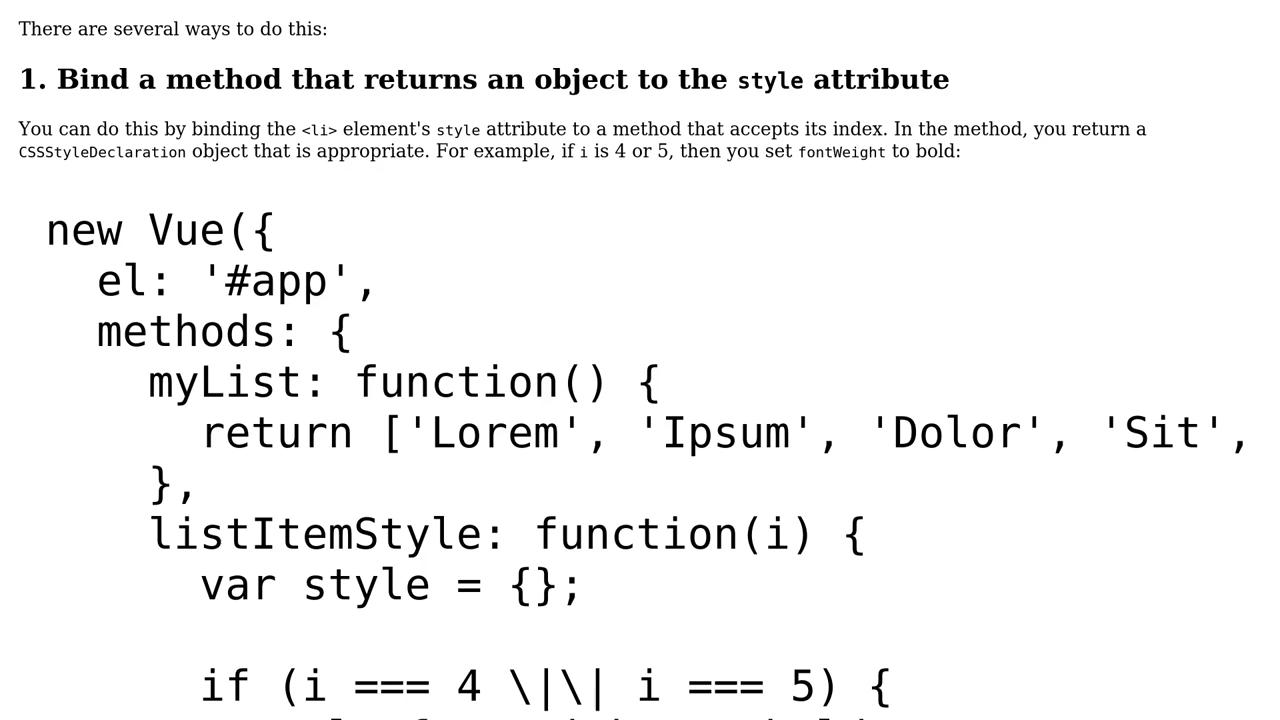 There are several ways to do this:
1. Bind a method that returns an object to the style attribute
You can do this by binding the <li> element's style attribute to a method that accepts its index. In the method, you return a
CSSStyleDeclaration object that is appropriate. For example, if i is 4 or 5, then you set fontWeight to bold:
new Vue({
  el: '#app',
  methods: {
    myList: function() {
      return ['Lorem', 'Ipsum', 'Dolor', 'Sit',
    },
    listItemStyle: function(i) {
      var style = {};
      if (i === 4 \|\| i === 5) {